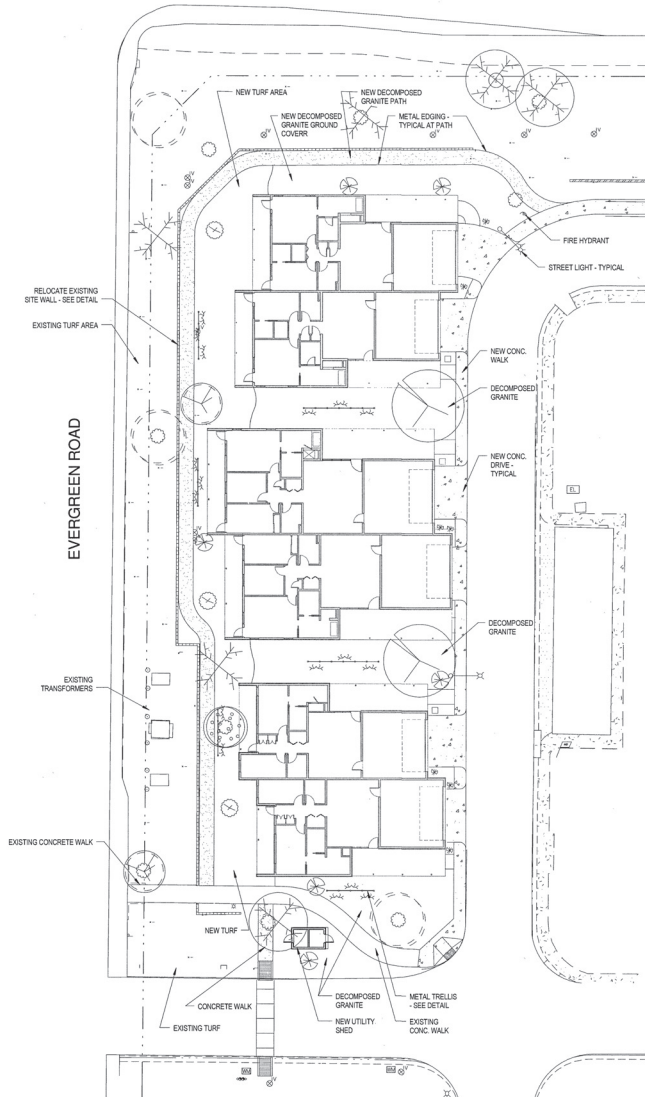 NEW TURF AREA
NEW DECOMPOSED
GRANITE PATH
NEW DECOMPOSED
GRANITE GROUND
COVERR
METAL EDGING -
TYPICAL AT PATH
FIRE HYDRANT
STREET LIGHT - TYPICAL
RELOCATE EXISTING
SITE WALL - SEE DETAIL
EXISTING TURF AREA
NEW CONC.
WALK
DECOMPOSED
GRANITE
EVERGREEN ROAD
NEW CONC.
DRIVE -
TYPICAL
DECOMPOSED
GRANITE
EXISTING
TRANSFORMERS
EXISTING CONCRETE WALK
NEW TURF
CONCRETE WALK
EXISTING TURF
DECOMPOSED
GRANITE
NEW UTILITY
SHED
METAL TRELLIS
- SEE DETAIL
EXISTING
CONC. WALK